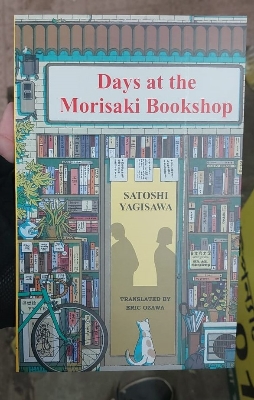 Days at the
Morisaki Bookshop
SATOSHI
YAGISAWA
TRANSLATED BY
ERIC OZAWA